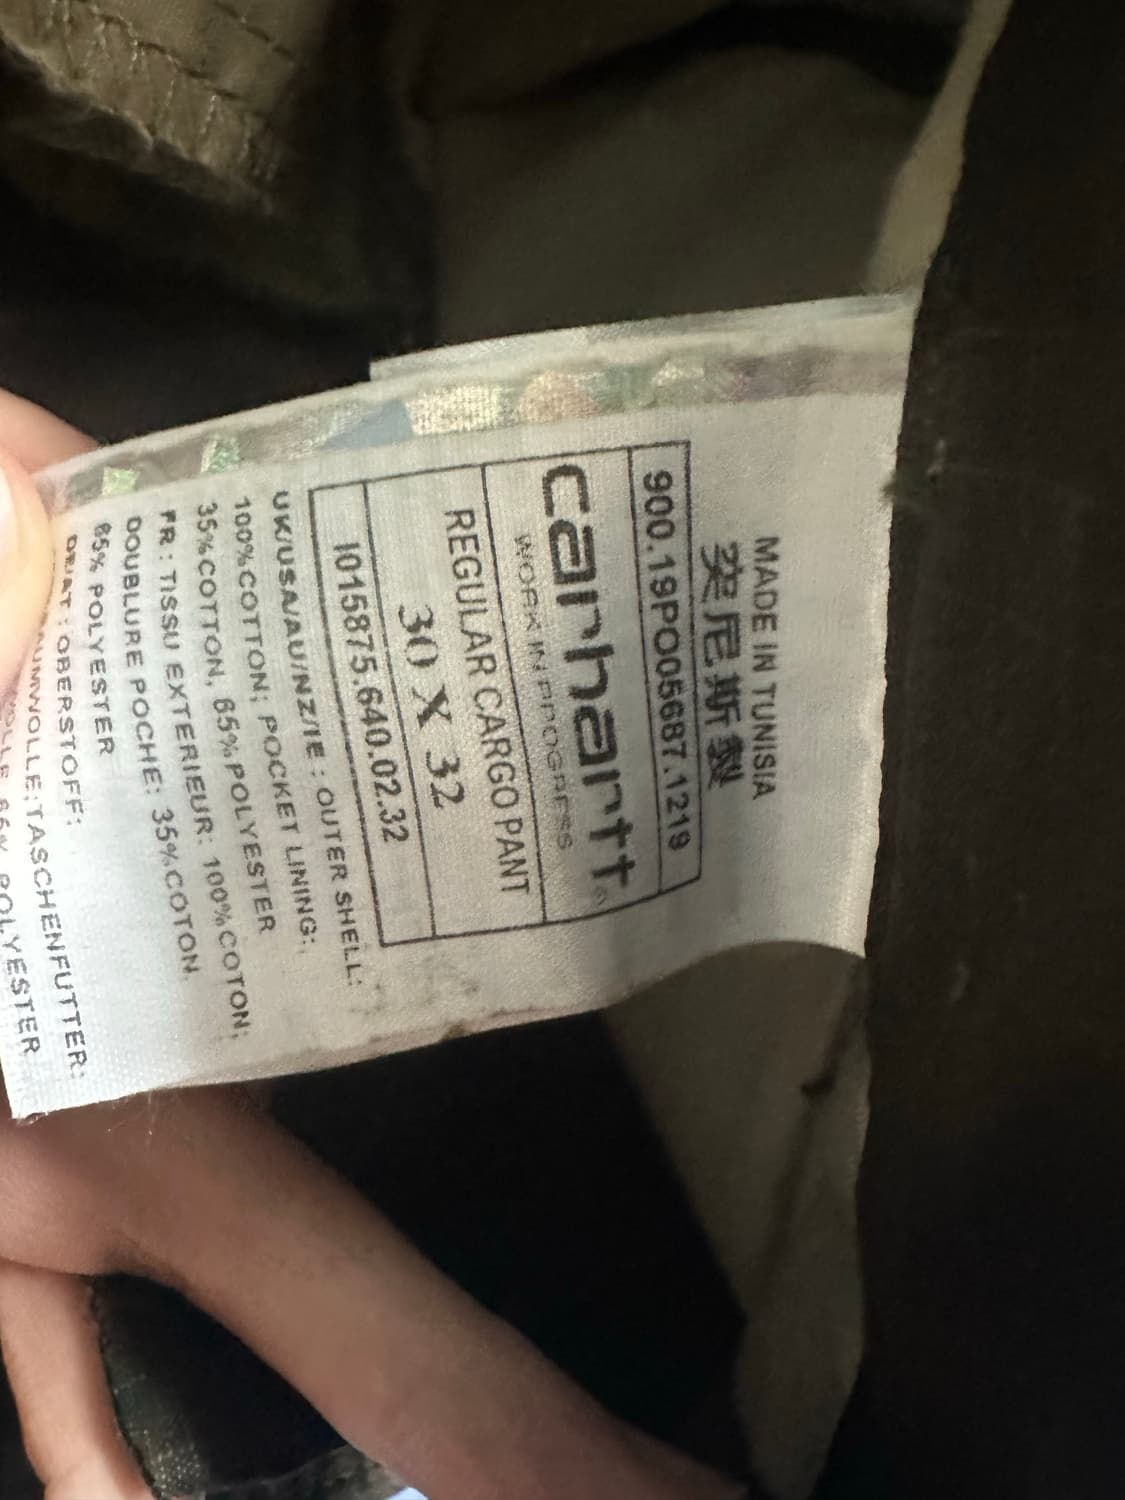 MADE IN TUNISIA
突尼斯製
900.19PO05687.1219
carhartt
WORK IN PROGRESS
REGULAR CARGO PANT
30 X 32
I015875.640.02.32
UK/USA/AU/NZ/IE : OUTER SHELL:
100%COTTON; POCKET LINING:
35%COTTON, 65%POLYESTER
FR : TISSU EXTERIEUR: 100%COTON;
DOUBLURE POCHE: 35%COTON,
65% POLYESTER
DE/AT : OBERSTOFF:
TASCHENFUTTER:
65% POLYESTER